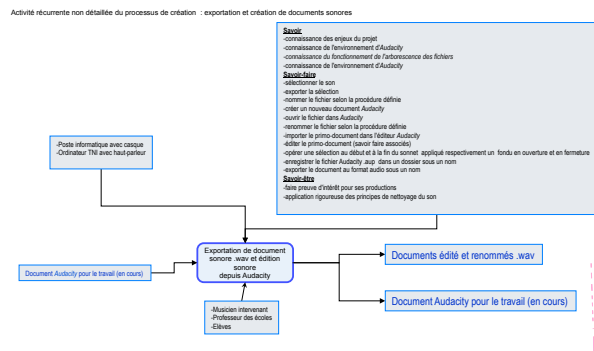 Activité récurrente non détaillée du processus de création : exportation et création de documents sonores
Savoir
-connaissance des enjeux du projet
-connaissance de l'environnement d'Audacity
-connaissance du fonctionnement de l'arborescence des fichiers
-connaissance de l'environnement d'Audacity
Savoir-faire
-sélectionner le son
-exporter la sélection
-nommer le fichier selon la procédure définie
-créer un nouveau document Audacity
-ouvrir le fichier dans Audacity
-renommer le fichier selon la procédure définie
-importer le primo-document dans l'éditeur Audacity
-éditer le primo-document (savoir faire associés)
-opérer une sélection au début et à la fin du sonnet appliqué respectivement un fondu en ouverture et en fermeture
-enregistrer le fichier Audacity .aup dans un dossier sous un nom
-exporter le document au format audio sous un nom
Savoir-être
-faire preuve d'intérêt pour ses productions
-application rigoureuse des principes de nettoyage du son
-Poste informatique avec casque
-Ordinateur TNI avec haut-parleur
Document Audacity pour le travail (en cours)
Exportation de document
sonore .wav et édition
sonore
depuis Audacity
Documents édité et renommés .wav
Document Audacity pour le travail (en cours)
-Musicien intervenant
-Professeur des écoles
-Elèves